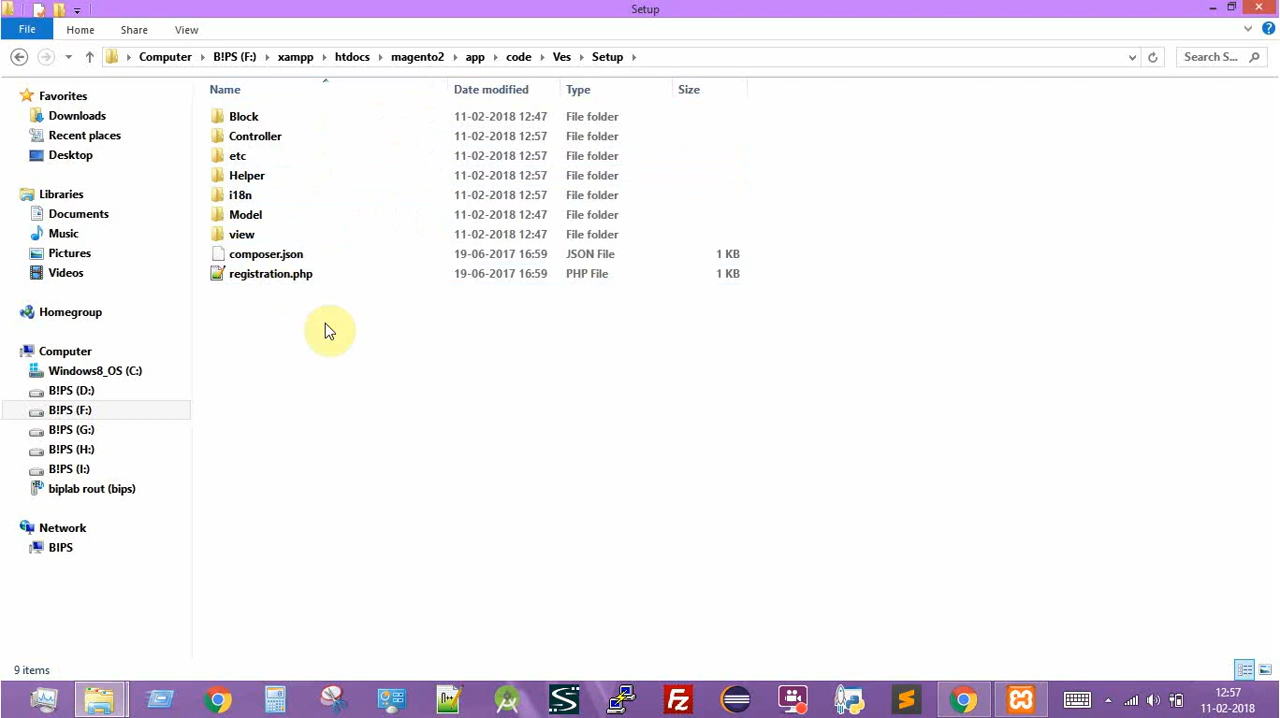 Setup
File Home Share View
Computer B!PS (F:) xampp htdocs magento2 app code Ves Setup Search S...
Name Date modified Type Size
Favorites
Downloads
Recent places
Desktop
Libraries
Documents
Music
Pictures
Videos
Homegroup
Computer
Windows8_OS (C:)
B!PS (D:)
B!PS (F:)
B!PS (G:)
B!PS (H:)
B!PS (I:)
biplab rout (bips)
Network
BIPS
Block 11-02-2018 12:47 File folder
Controller 11-02-2018 12:57 File folder
etc 11-02-2018 12:57 File folder
Helper 11-02-2018 12:57 File folder
i18n 11-02-2018 12:57 File folder
Model 11-02-2018 12:47 File folder
view 11-02-2018 12:47 File folder
composer.json 19-06-2017 16:59 JSON File 1 KB
registration.php 19-06-2017 16:59 PHP File 1 KB
9 items
12:57
11-02-2018